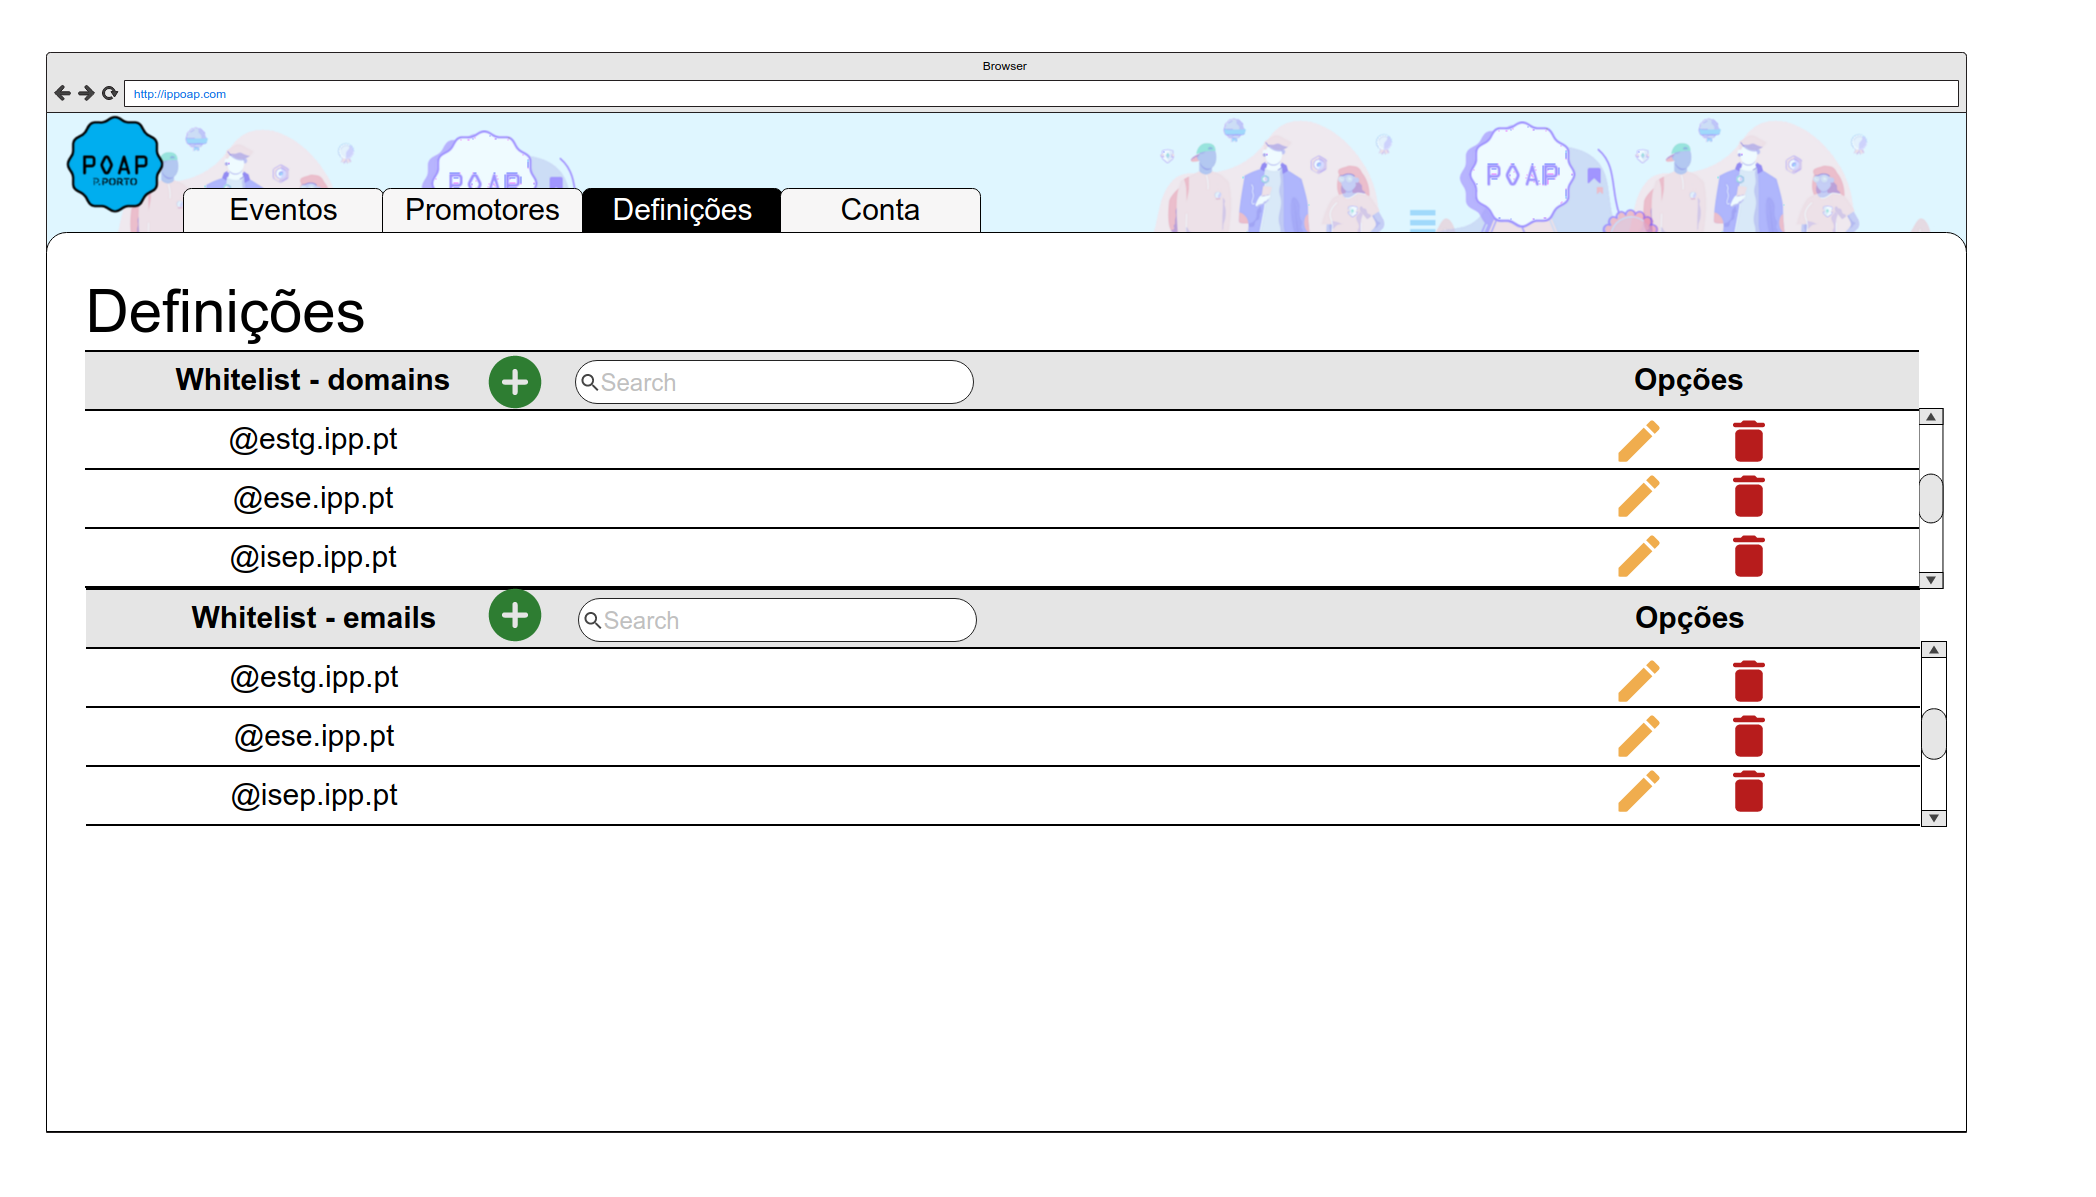 Browser
http://ippoap.com
POAP
P.PORTO
POAP
POAP
Eventos Promotores Definições Conta
Definições
Whitelist - domains Search Opções
@estg.ipp.pt
@ese.ipp.pt
@isep.ipp.pt
Whitelist - emails Search Opções
@estg.ipp.pt
@ese.ipp.pt
@isep.ipp.pt